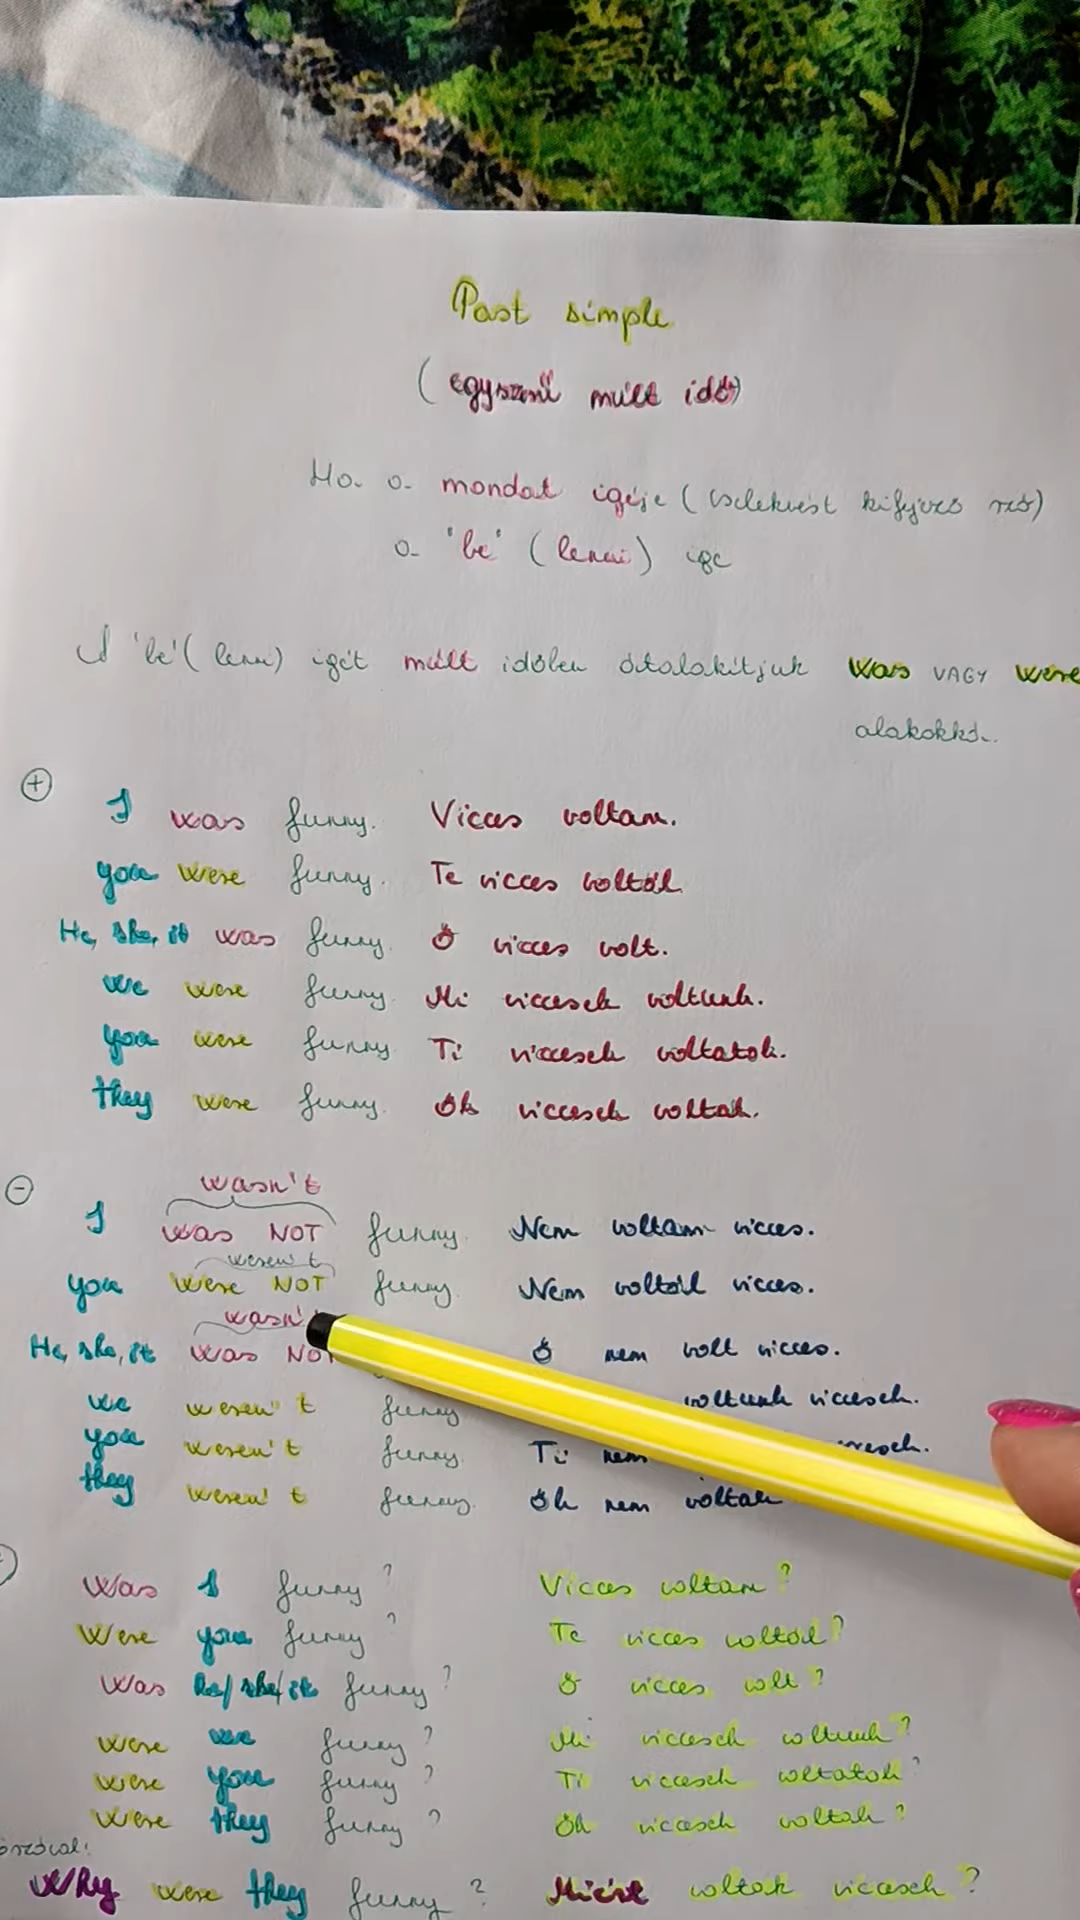 Past simple
(egyszerű múlt idő)
Ha a mondat igéje (cselekvést kifejező szó)
a 'be' (lenni) ige
A 'be' (lenni) igét múlt időben átalakítjuk was VAGY were
alakokká.
+
I was funny. Vicces voltam.
you were funny. Te vicces voltál.
He, she, it was funny. Ő vicces volt.
we were funny. Mi viccesek voltunk.
you were funny. Ti viccesek voltatok.
they were funny. Ők viccesek voltak.
-
wasn't
I was NOT funny. Nem voltam vicces.
weren't
you were NOT funny. Nem voltál vicces.
wasn't
He, she, it was NOT Ő nem volt vicces.
we weren't funny voltunk viccesek.
you weren't funny. Ti nem
they weren't funny. Ők nem voltak
Was I funny? Vicces voltam?
Were you funny? Te vicces voltál?
Was he/she/it funny? Ő vicces volt?
were we funny? Mi viccesek voltunk?
were you funny? Ti viccesek voltatok?
were they funny? Ők viccesek voltak?
Why were they funny? Miért voltak viccesek?